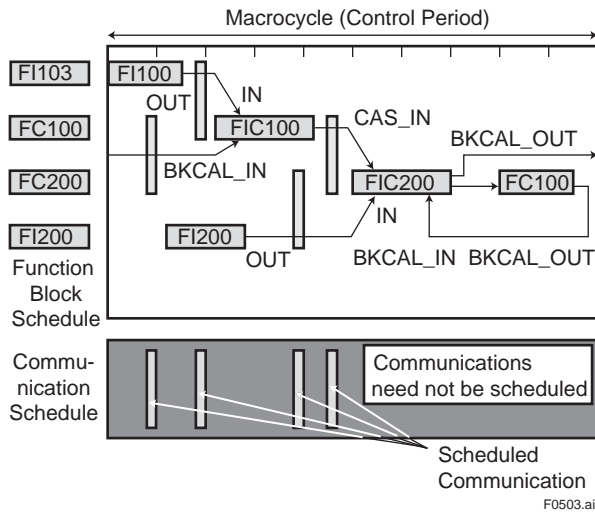 Macrocycle (Control Period)
FI103
FI100
OUT
IN
FC100
FIC100
CAS_IN
BKCAL_OUT
BKCAL_IN
FC200
FIC200
FC100
IN
FI200
FI200
OUT
BKCAL_IN
BKCAL_OUT
Function
Block
Schedule
Commu-
nication
Schedule
Communications
need not be scheduled
Scheduled
Communication
F0503.ai